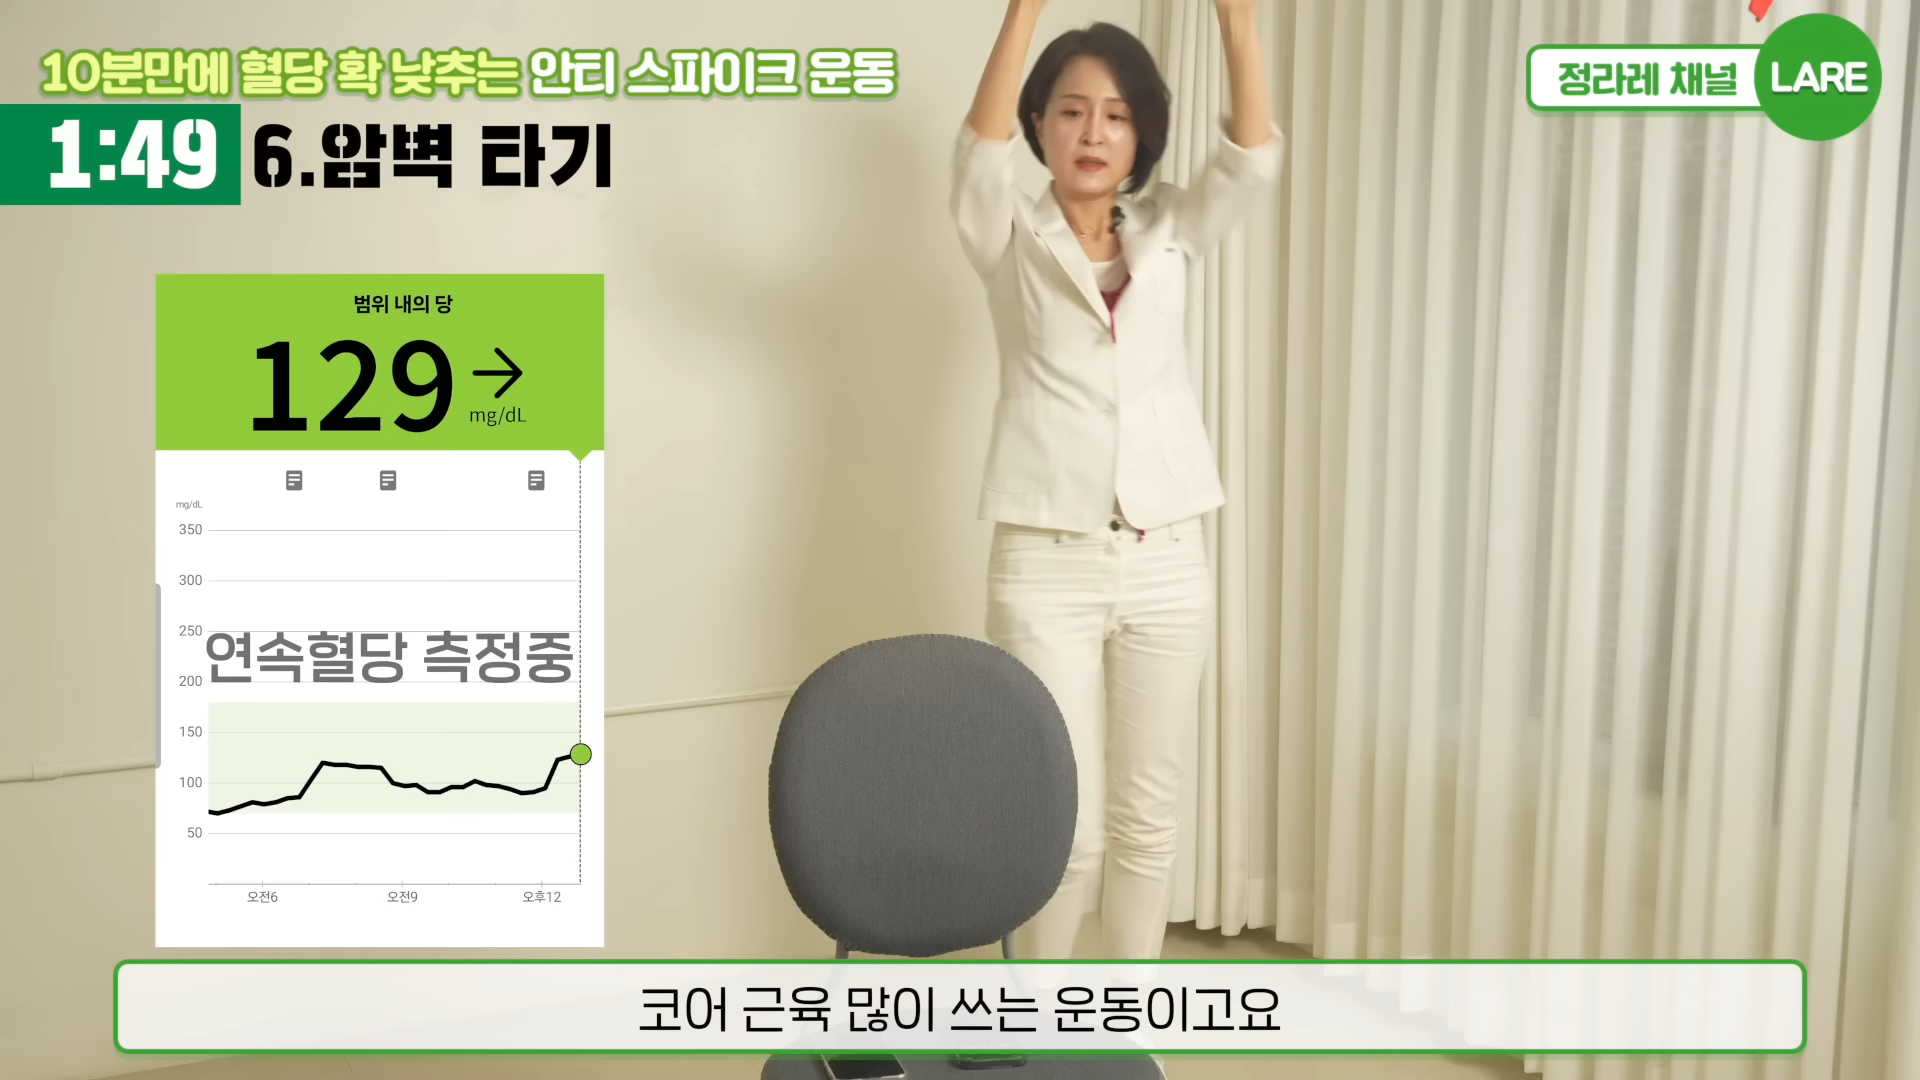 10분만에 혈당 확 낮추는 안티 스파이크 운동
정라레 채널
LARE
1:49
6.암벽 타기
범위 내의 당
129
mg/dL
mg/dL
350
300
250
연속혈당 측정중
200
150
100
50
오전6
오전9
오후12
코어 근육 많이 쓰는 운동이고요